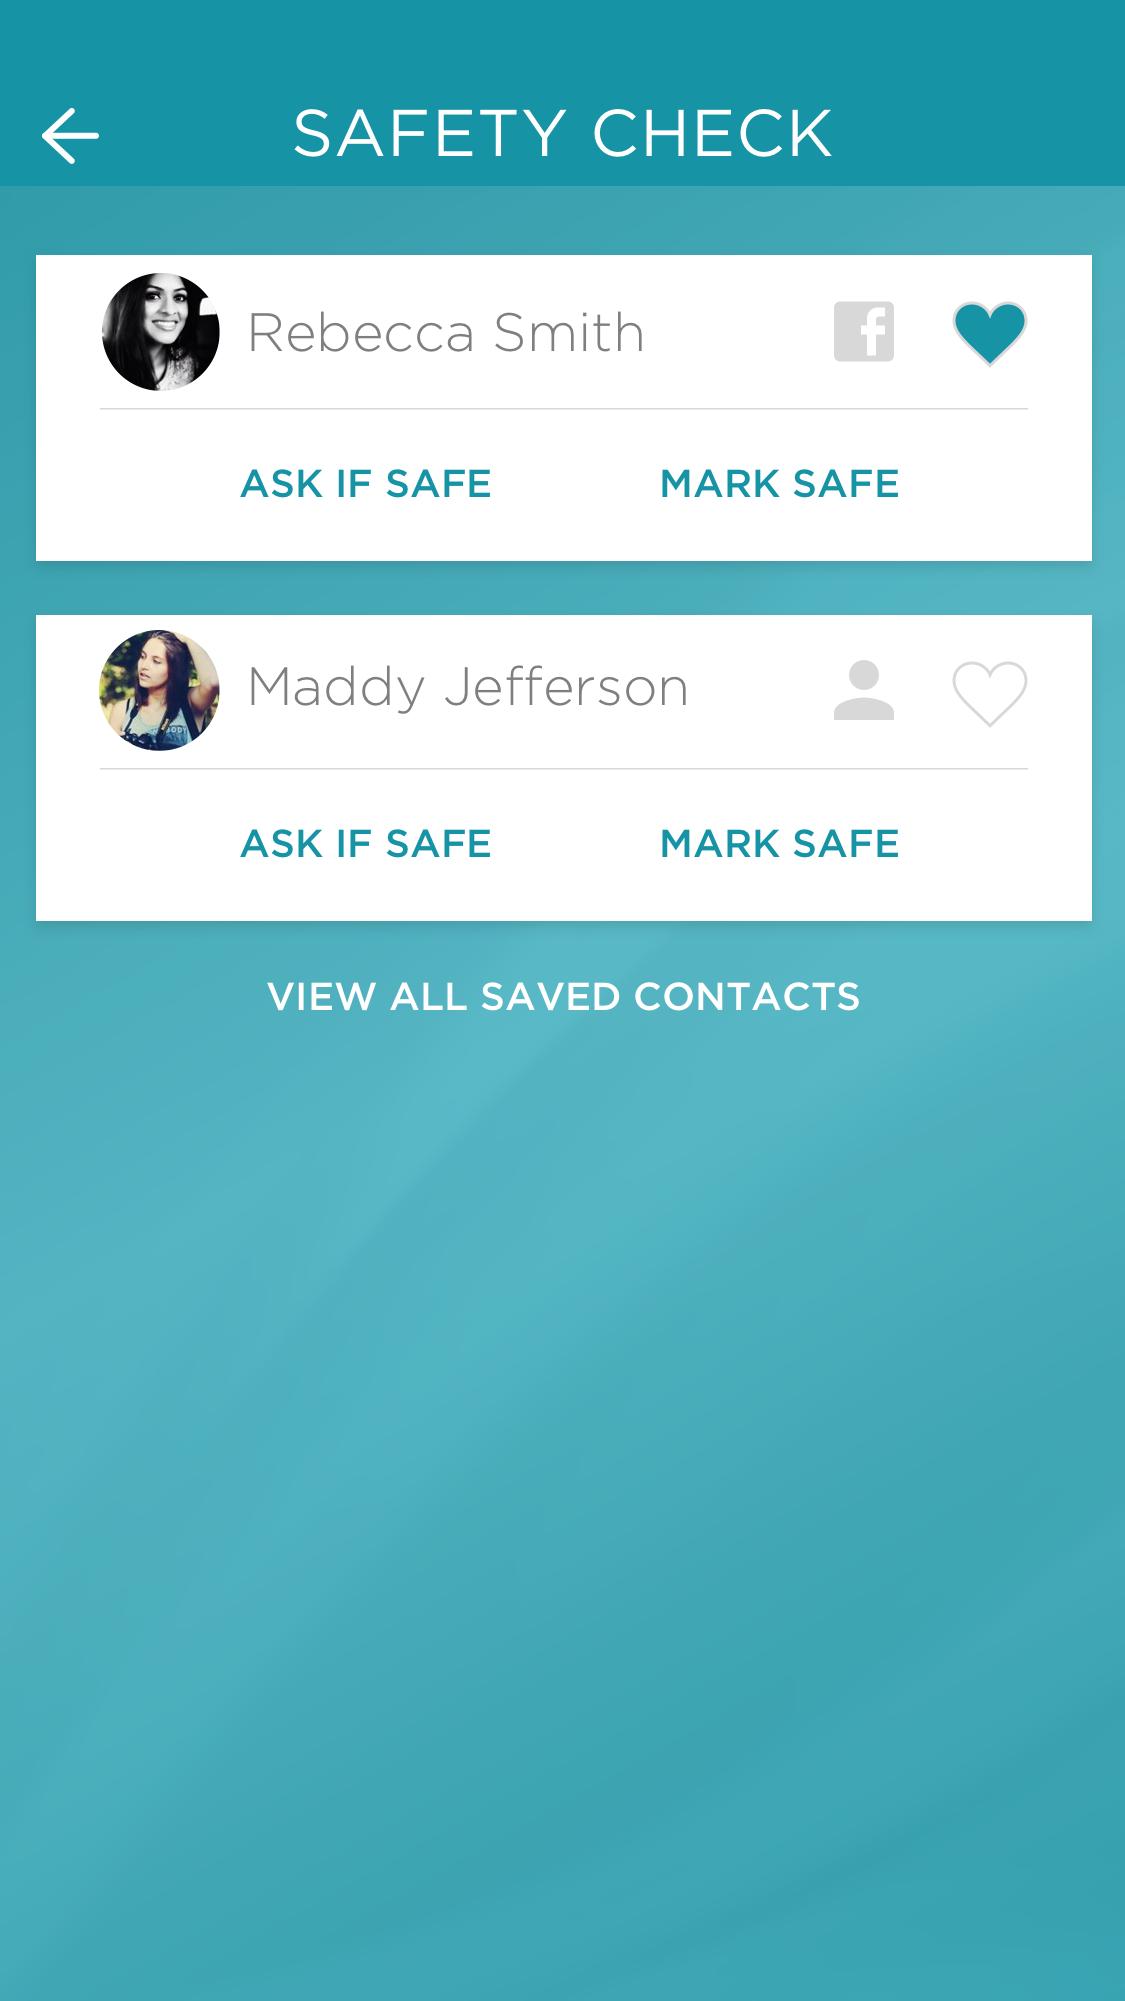 SAFETY CHECK
Rebecca Smith
ASK IF SAFE MARK SAFE
Maddy Jefferson
ASK IF SAFE MARK SAFE
VIEW ALL SAVED CONTACTS